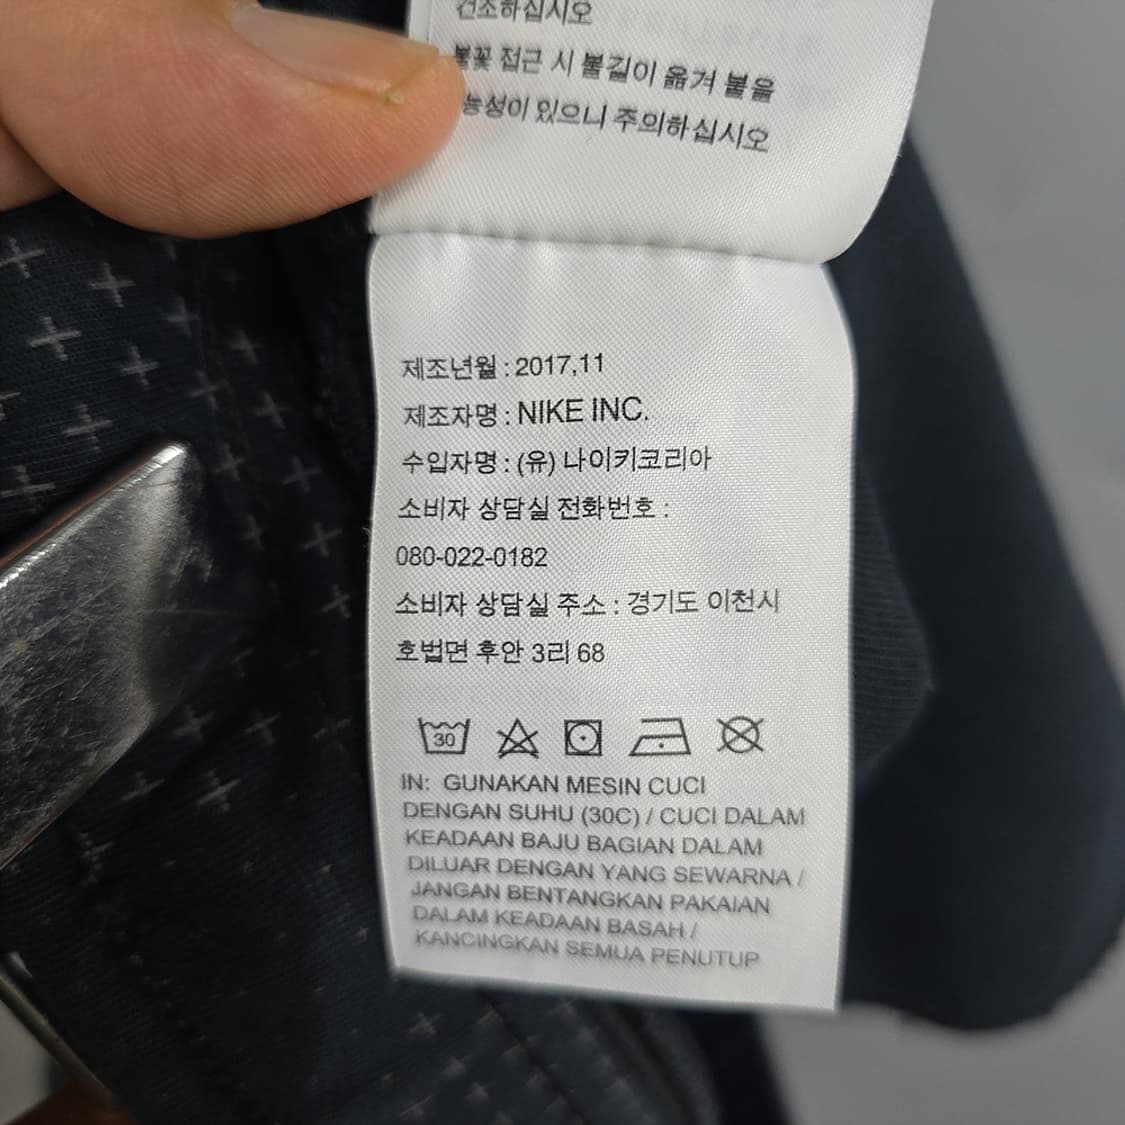 건조하십시오
불꽃 접근 시 불길이 옮겨 붙을
능성이 있으니 주의하십시오
제조년월 : 2017,11
제조자명 : NIKE INC.
수입자명 : (유) 나이키코리아
소비자 상담실 전화번호 :
080-022-0182
소비자 상담실 주소 : 경기도 이천시
호법면 후안 3리 68
30
IN: GUNAKAN MESIN CUCI
DENGAN SUHU (30C) / CUCI DALAM
KEADAAN BAJU BAGIAN DALAM
DILUAR DENGAN YANG SEWARNA /
JANGAN BENTANGKAN PAKAIAN
DALAM KEADAAN BASAH /
KANCINGKAN SEMUA PENUTUP